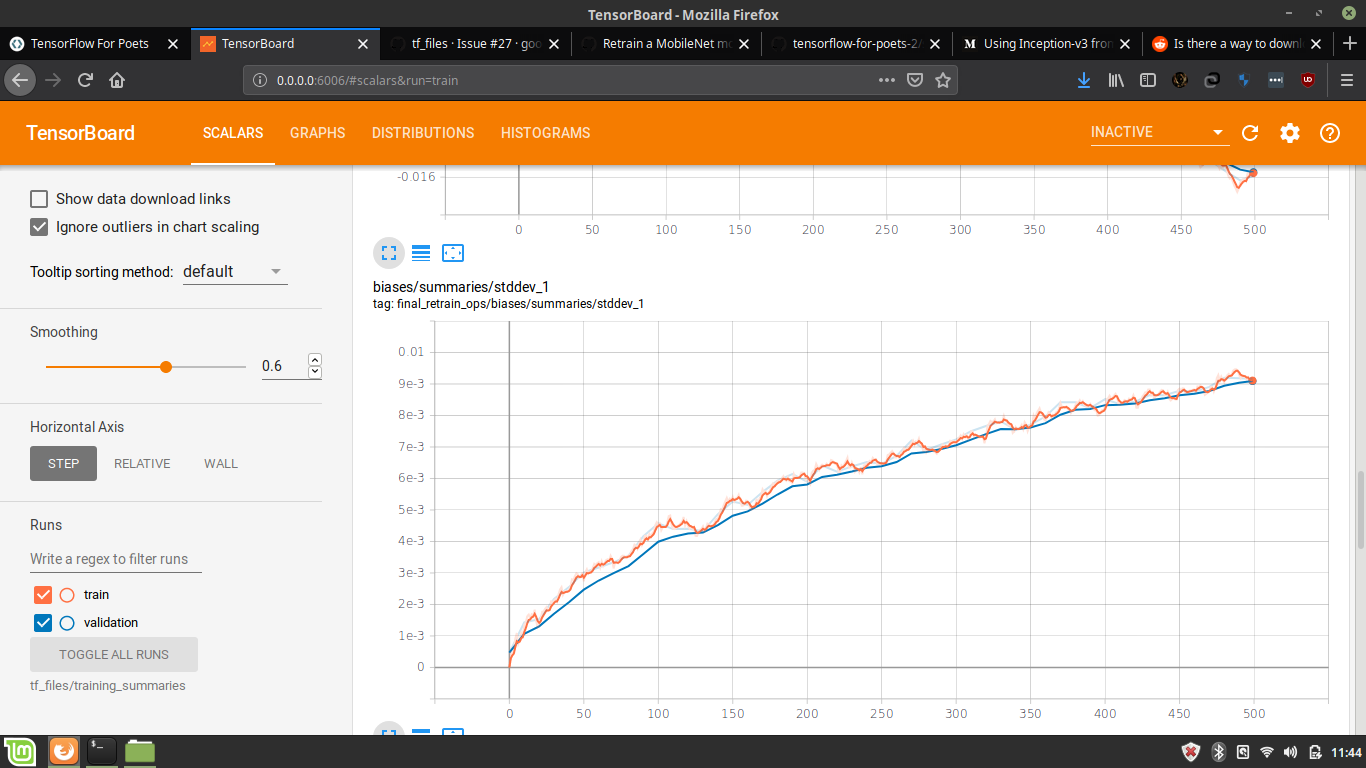 TensorBoard - Mozilla Firefox
TensorFlow For Poets
TensorBoard
tf_files · Issue #27 · goo
Retrain a MobileNet mo
tensorflow-for-poets-2/
M Using Inception-v3 from
Is there a way to downl
0.0.0.0:6006/#scalars&run=train
TensorBoard
SCALARS
GRAPHS
DISTRIBUTIONS
HISTOGRAMS
INACTIVE
Show data download links
Ignore outliers in chart scaling
Tooltip sorting method: default
Smoothing
0.6
Horizontal Axis
STEP RELATIVE WALL
Runs
Write a regex to filter runs
train
validation
TOGGLE ALL RUNS
tf_files/training_summaries
-0.016
0 50 100 150 200 250 300 350 400 450 500
biases/summaries/stddev_1
tag: final_retrain_ops/biases/summaries/stddev_1
0.01
9e-3
8e-3
7e-3
6e-3
5e-3
4e-3
3e-3
2e-3
1e-3
0
0 50 100 150 200 250 300 350 400 450 500
11:44